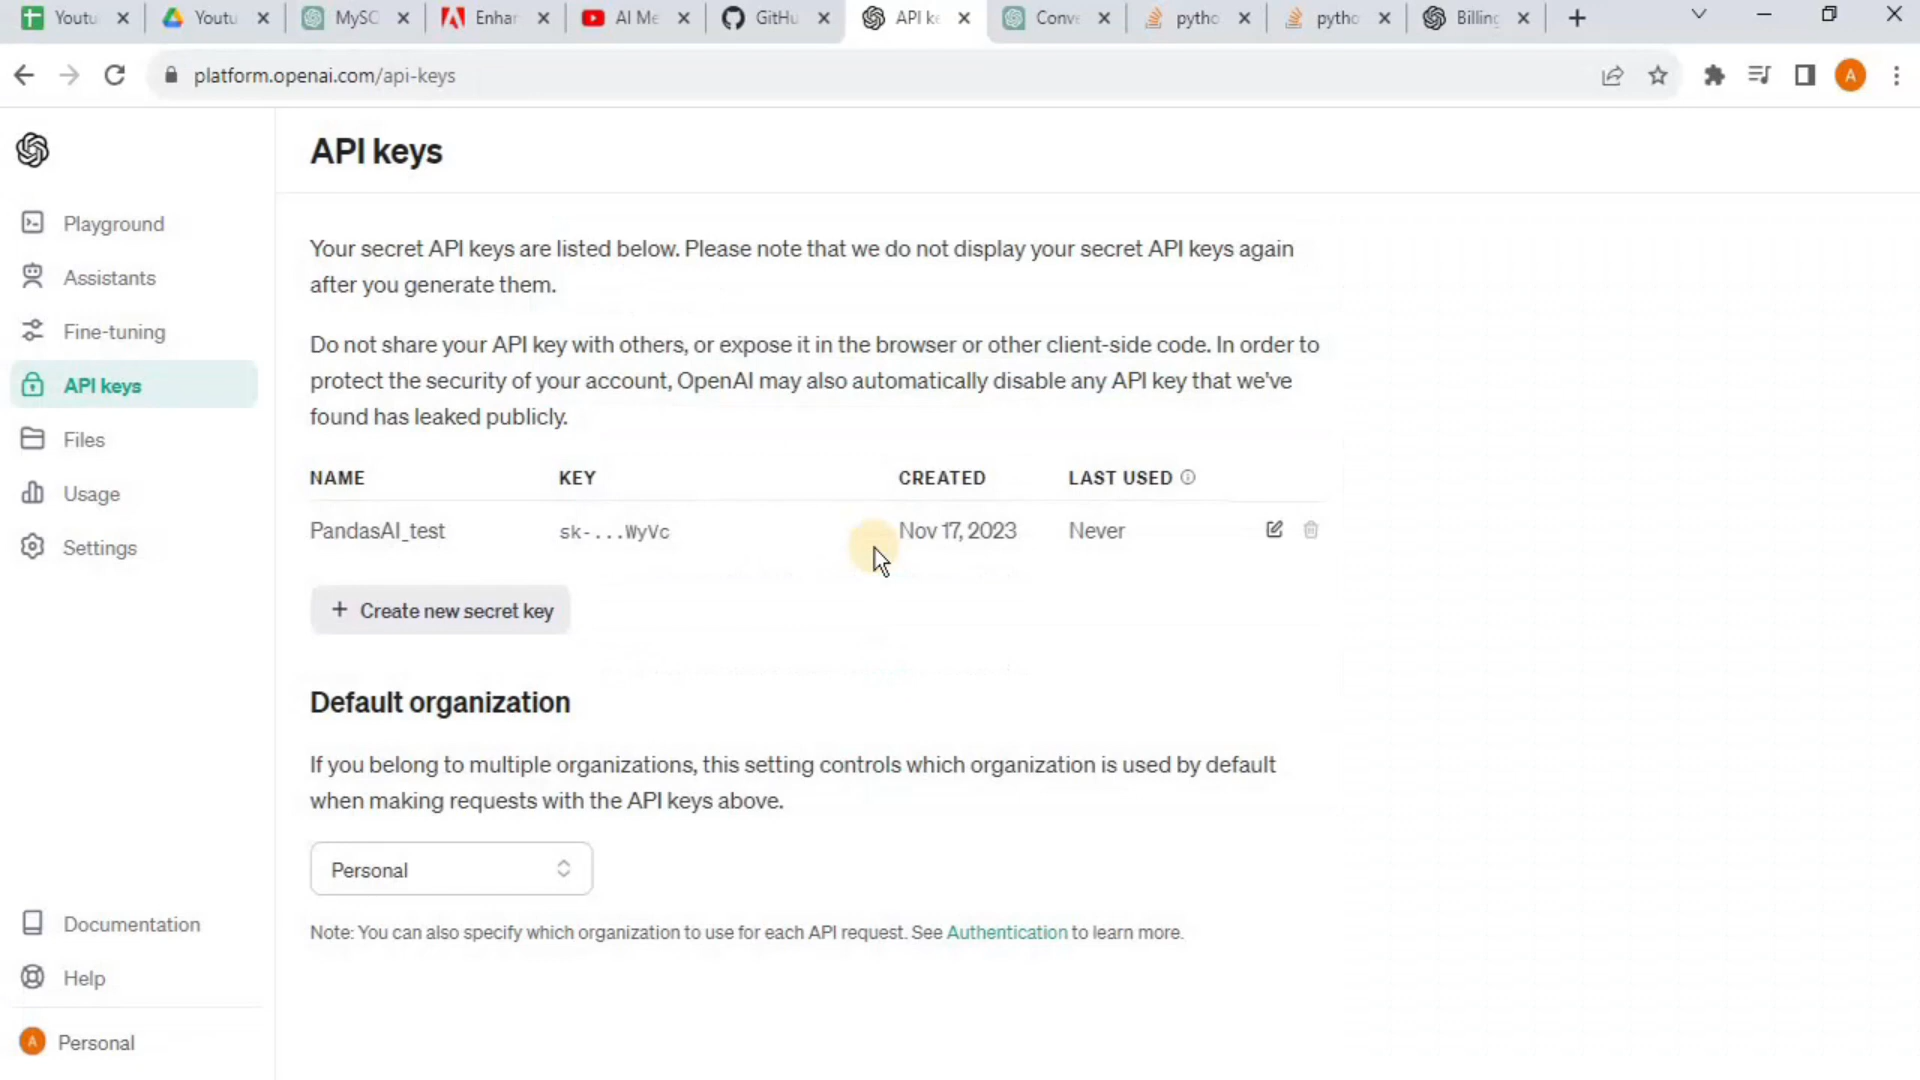 Youtu
Youtu
MySC
Enhar
AI Me
GitHu
API ke
Conve
pytho
pytho
Billing
platform.openai.com/api-keys
A
API keys
Playground
Assistants
Fine-tuning
API keys
Files
Usage
Settings
Your secret API keys are listed below. Please note that we do not display your secret API keys again
after you generate them.
Do not share your API key with others, or expose it in the browser or other client-side code. In order to
protect the security of your account, OpenAI may also automatically disable any API key that we've
found has leaked publicly.
NAME KEY CREATED LAST USED
PandasAI_test sk-...WyVc Nov 17, 2023 Never
+ Create new secret key
Default organization
If you belong to multiple organizations, this setting controls which organization is used by default
when making requests with the API keys above.
Personal
Note: You can also specify which organization to use for each API request. See Authentication to learn more.
Documentation
Help
A Personal